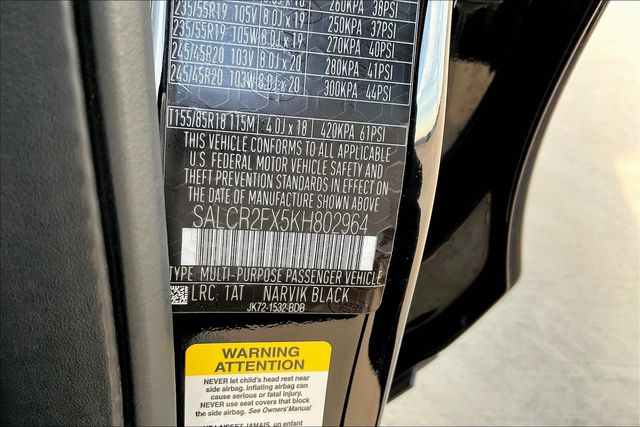 235/55R19 105V 8.0J x 19 260KPA 38PSI
235/55R19 105W 8.0J x 19 250KPA 37PSI
245/45R20 103V 8.0J x 20 270KPA 40PSI
245/45R20 103W 8.0J x 20 280KPA 41PSI
300KPA 44PSI
T155/85R18 115M 4.0J x 18 420KPA 61PSI
THIS VEHICLE CONFORMS TO ALL APPLICABLE
U.S. FEDERAL MOTOR VEHICLE SAFETY AND
THEFT PREVENTION STANDARDS IN EFFECT ON
THE DATE OF MANUFACTURE SHOWN ABOVE
SALCR2FX5KH802964
TYPE: MULTI-PURPOSE PASSENGER VEHICLE
LRC: 1AT NARVIK BLACK
JK72-1532-BDB
WARNING
ATTENTION
NEVER let child's head rest near
side airbag. inflating airbag can
cause serious or fatal injury.
NEVER use seat covers that block
the side airbag. See Owners' Manual
JAMAIS, un enfant